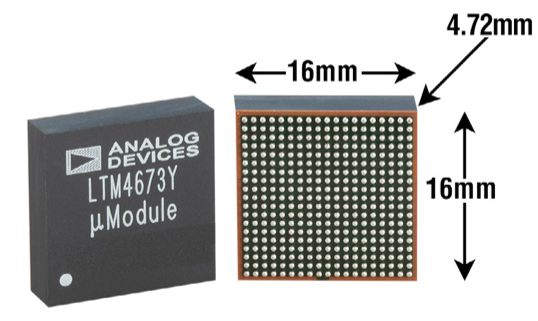 4.72mm
16mm
ANALOG
DEVICES
LTM4673Y
µModule
16mm